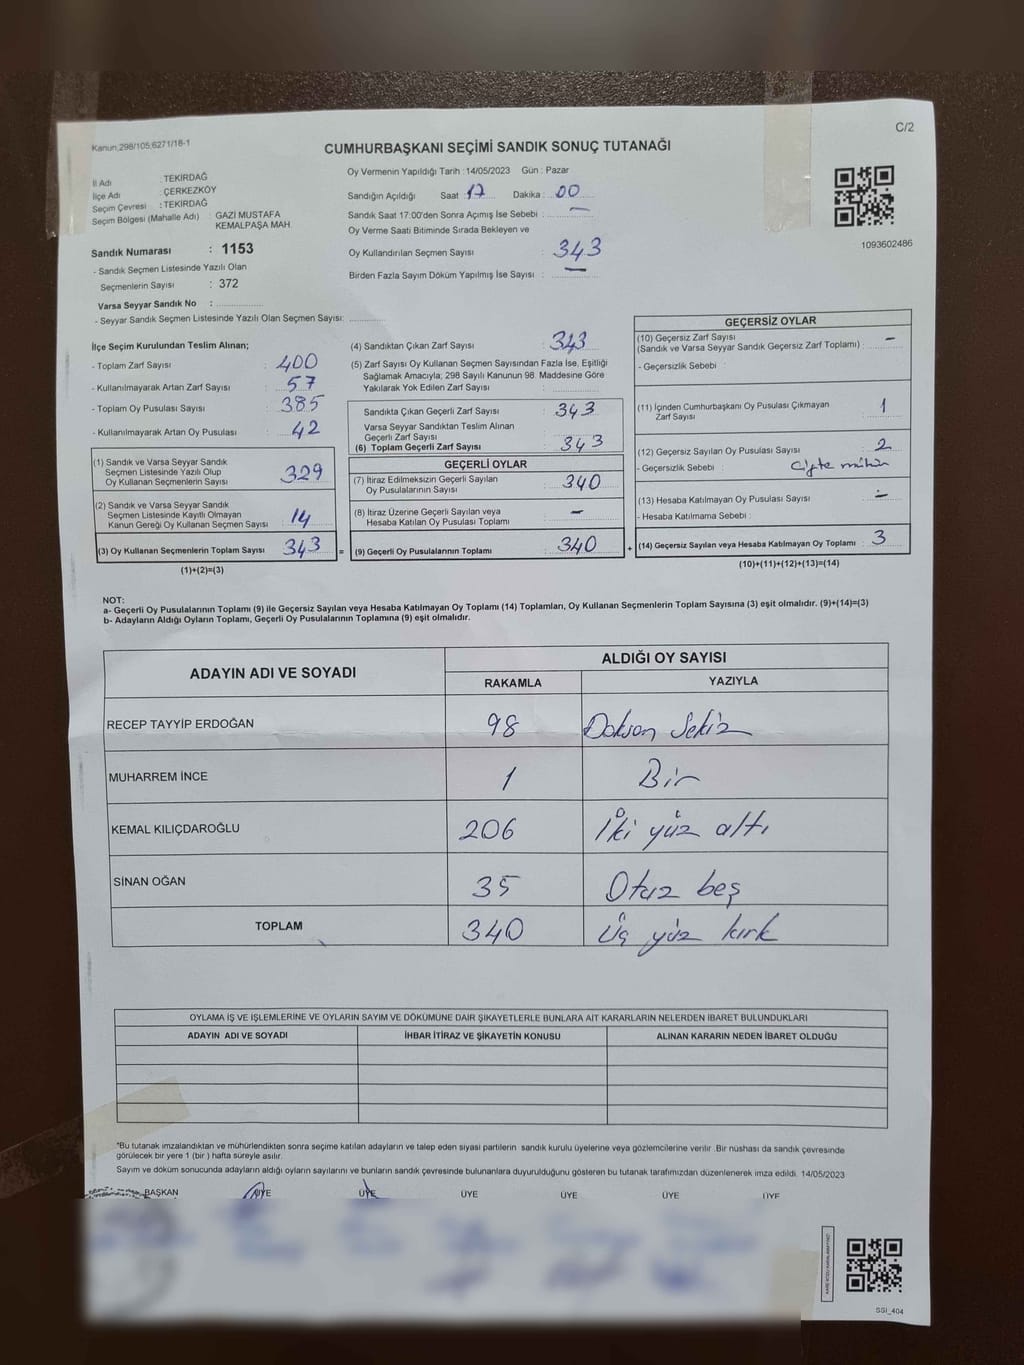 C/2
Kanun,298/105;6271/18-1
CUMHURBAŞKANI SEÇİMİ SANDIK SONUÇ TUTANAĞI
İl Adı : TEKİRDAĞ
İlçe Adı : ÇERKEZKÖY
Seçim Çevresi : TEKİRDAĞ
Seçim Bölgesi (Mahalle Adı) : GAZİ MUSTAFA
KEMALPAŞA MAH.
Sandık Numarası : 1153
- Sandık Seçmen Listesinde Yazılı Olan
Seçmenlerin Sayısı : 372
Varsa Seyyar Sandık No :
- Seyyar Sandık Seçmen Listesinde Yazılı Olan Seçmen Sayısı:
Oy Vermenin Yapıldığı Tarih : 14/05/2023 Gün : Pazar
Sandığın Açıldığı Saat 17 Dakika : 00
Sandık Saat 17:00'den Sonra Açımış İse Sebebi : —
Oy Verme Saati Bitiminde Sırada Bekleyen ve
Oy Kullandırılan Seçmen Sayısı : 343
Birden Fazla Sayım Döküm Yapılmış İse Sayısı : —
1093602486
İlçe Seçim Kurulundan Teslim Alınan;
- Toplam Zarf Sayısı : 400
- Kullanılmayarak Artan Zarf Sayısı : 57
- Toplam Oy Pusulası Sayısı : 385
- Kullanılmayarak Artan Oy Pusulası : 42
(1) Sandık ve Varsa Seyyar Sandık
Seçmen Listesinde Yazılı Olup
Oy Kullanan Seçmenlerin Sayısı : 329
(2) Sandık ve Varsa Seyyar Sandık
Seçmen Listesinde Kayıtlı Olmayan
Kanun Gereği Oy Kullanan Seçmen Sayısı : 14
(3) Oy Kullanan Seçmenlerin Toplam Sayısı : 343 =
(1)+(2)=(3)
(4) Sandıktan Çıkan Zarf Sayısı : 343
(5) Zarf Sayısı Oy Kullanan Seçmen Sayısından Fazla İse, Eşitliği
Sağlamak Amacıyla; 298 Sayılı Kanunun 98. Maddesine Göre
Yakılarak Yok Edilen Zarf Sayısı :
Sandıkta Çıkan Geçerli Zarf Sayısı : 343
Varsa Seyyar Sandıktan Teslim Alınan
Geçerli Zarf Sayısı :
(6) Toplam Geçerli Zarf Sayısı : 343
GEÇERLİ OYLAR
(7) İtiraz Edilmeksizin Geçerli Sayılan
Oy Pusulalarının Sayısı : 340
(8) İtiraz Üzerine Geçerli Sayılan veya
Hesaba Katılan Oy Pusulası Toplamı : —
(9) Geçerli Oy Pusulalarının Toplamı : 340 +
GEÇERSİZ OYLAR
(10) Geçersiz Zarf Sayısı
(Sandık ve Varsa Seyyar Sandık Geçersiz Zarf Toplamı) : —
- Geçersizlik Sebebi :
(11) İçinden Cumhurbaşkanı Oy Pusulası Çıkmayan
Zarf Sayısı : 1
(12) Geçersiz Sayılan Oy Pusulası Sayısı : 2
- Geçersizlik Sebebi : Çifte mühür
(13) Hesaba Katılmayan Oy Pusulası Sayısı : —
- Hesaba Katılmama Sebebi :
(14) Geçersiz Sayılan veya Hesaba Katılmayan Oy Toplamı : 3
(10)+(11)+(12)+(13)=(14)
NOT:
a- Geçerli Oy Pusulalarının Toplamı (9) ile Geçersiz Sayılan veya Hesaba Katılmayan Oy Toplamı (14) Toplamları, Oy Kullanan Seçmenlerin Toplam Sayısına (3) eşit olmalıdır. (9)+(14)=(3)
b- Adayların Aldığı Oyların Toplamı, Geçerli Oy Pusulalarının Toplamına (9) eşit olmalıdır.
ADAYIN ADI VE SOYADI ALDIĞI OY SAYISI
RAKAMLA YAZIYLA
RECEP TAYYİP ERDOĞAN 98 Doksan Sekiz
MUHARREM İNCE 1 Bir
KEMAL KILIÇDAROĞLU 206 İki yüz altı
SİNAN OĞAN 35 Otuz beş
TOPLAM 340 Üç yüz kırk
OYLAMA İŞ VE İŞLEMLERİNE VE OYLARIN SAYIM VE DÖKÜMÜNE DAİR ŞİKAYETLERLE BUNLARA AİT KARARLARIN NELERDEN İBARET BULUNDUKLARI
ADAYIN ADI VE SOYADI İHBAR İTİRAZ VE ŞİKAYETİN KONUSU ALINAN KARARIN NEDEN İBARET OLDUĞU
"Bu tutanak imzalandıktan ve mühürlendikten sonra seçime katılan adayların ve talep eden siyasi partilerin sandık kurulu üyelerine veya gözlemcilerine verilir .Bir nüshası da sandık çevresinde
görülecek bir yere 1 (bir ) hafta süreyle asılır.
Sayım ve döküm sonucunda adayların aldığı oyların sayılarını ve bunların sandık çevresinde bulunanlara duyurulduğunu gösteren bu tutanak tarafımızdan düzenlenerek imza edildi. 14/05/2023
BAŞKAN ÜYE ÜYE ÜYE ÜYE ÜYE ÜYE
SSİ_404